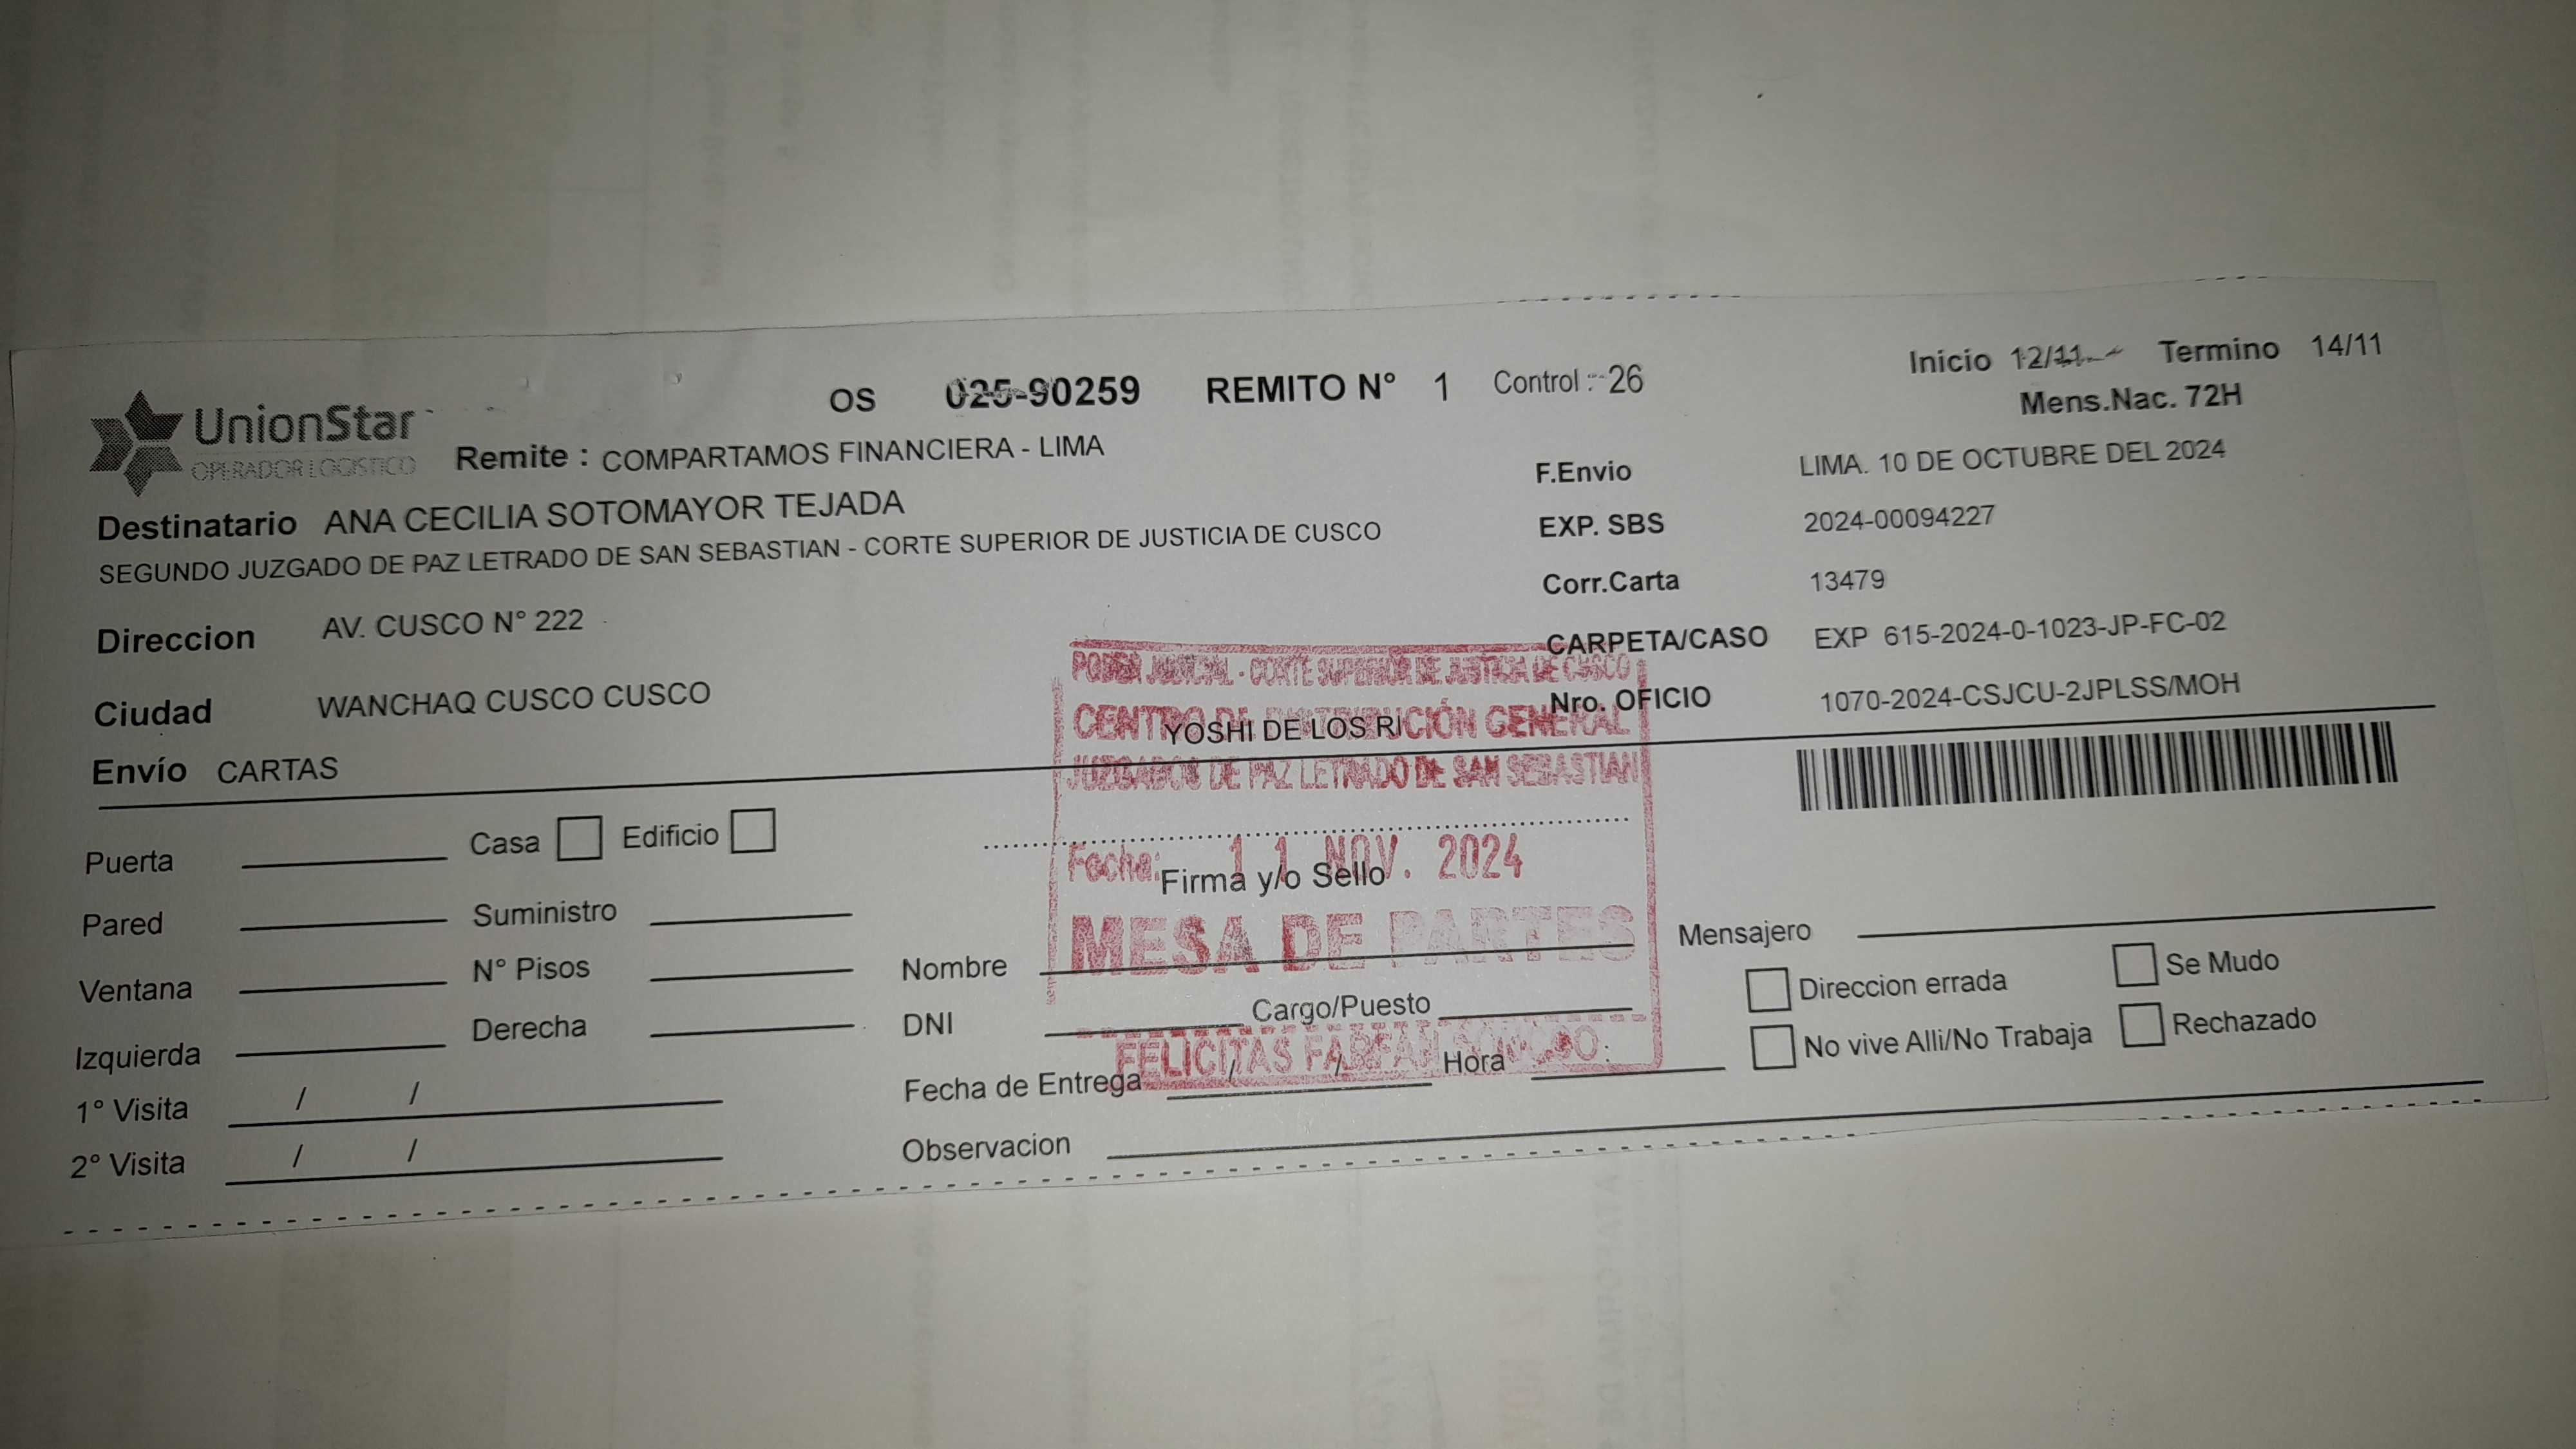 UnionStar
OPERADOR LOGISTICO
OS 025-90259 REMITO N° 1 Control : 26
Inicio 12/11 Termino 14/11
Mens.Nac. 72H
Remite : COMPARTAMOS FINANCIERA - LIMA
F.Envio LIMA. 10 DE OCTUBRE DEL 2024
Destinatario ANA CECILIA SOTOMAYOR TEJADA
EXP. SBS 2024-00094227
SEGUNDO JUZGADO DE PAZ LETRADO DE SAN SEBASTIAN - CORTE SUPERIOR DE JUSTICIA DE CUSCO
Corr.Carta 13479
Direccion AV. CUSCO N° 222
CARPETA/CASO EXP 615-2024-0-1023-JP-FC-02
Ciudad WANCHAQ CUSCO CUSCO
Nro. OFICIO 1070-2024-CSJCU-2JPLSS/MOH
YOSHI DE LOS RI
Envío CARTAS
PODER JUDICIAL - CORTE SUPERIOR DE JUSTICIA DE CUSCO
CENTRO DE DISTRIBUCIÓN GENERAL
JUZGADOS DE PAZ LETRADO DE SAN SEBASTIAN
Fecha: 11 NOV. 2024
MESA DE PARTES
FELICITAS FARFAN
Puerta Casa Edificio
Firma y/o Sello
Pared Suministro
Ventana N° Pisos
Nombre
Mensajero
Izquierda Derecha
DNI Cargo/Puesto
Direccion errada Se Mudo
1° Visita / /
Fecha de Entrega / / Hora :
No vive Alli/No Trabaja Rechazado
2° Visita / /
Observacion